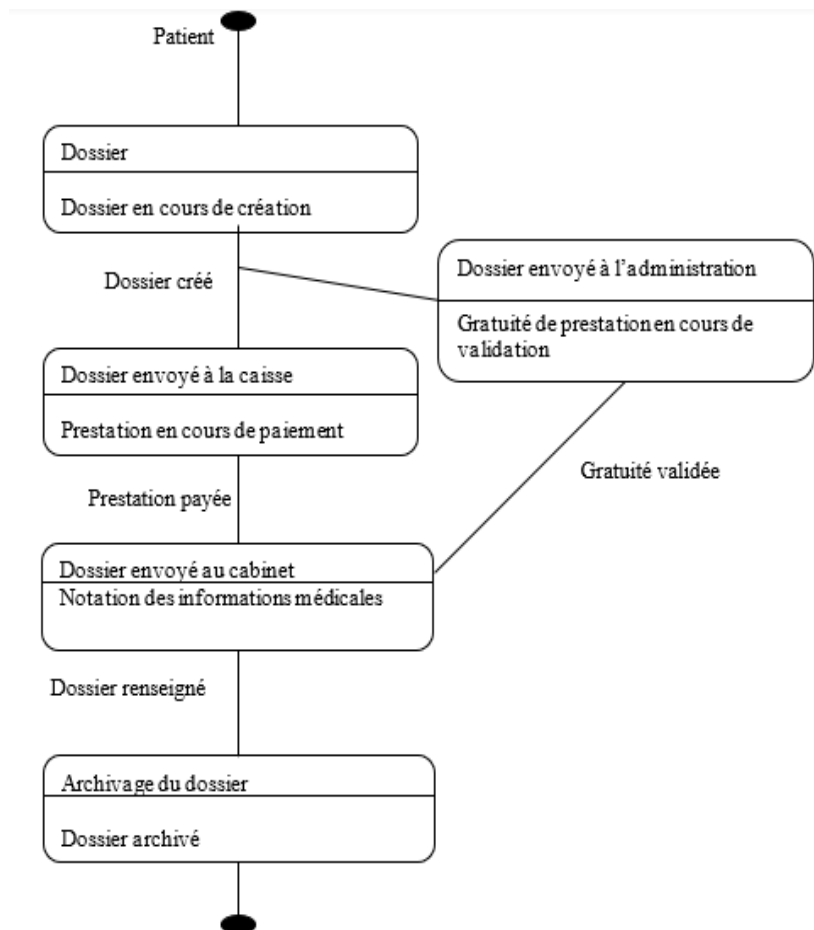 Patient
Dossier
Dossier en cours de création
Dossier créé
Dossier envoyé à l'administration
Gratuité de prestation en cours de
validation
Dossier envoyé à la caisse
Prestation en cours de paiement
Gratuité validée
Prestation payée
Dossier envoyé au cabinet
Notation des informations médicales
Dossier renseigné
Archivage du dossier
Dossier archivé